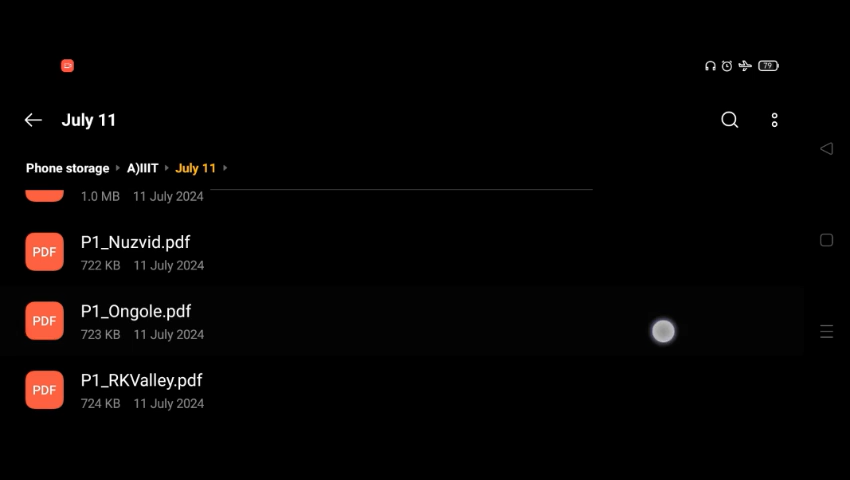 79
July 11
Phone storage A)IIIT July 11
1.0 MB 11 July 2024
PDF P1_Nuzvid.pdf
722 KB 11 July 2024
PDF P1_Ongole.pdf
723 KB 11 July 2024
PDF P1_RKValley.pdf
724 KB 11 July 2024